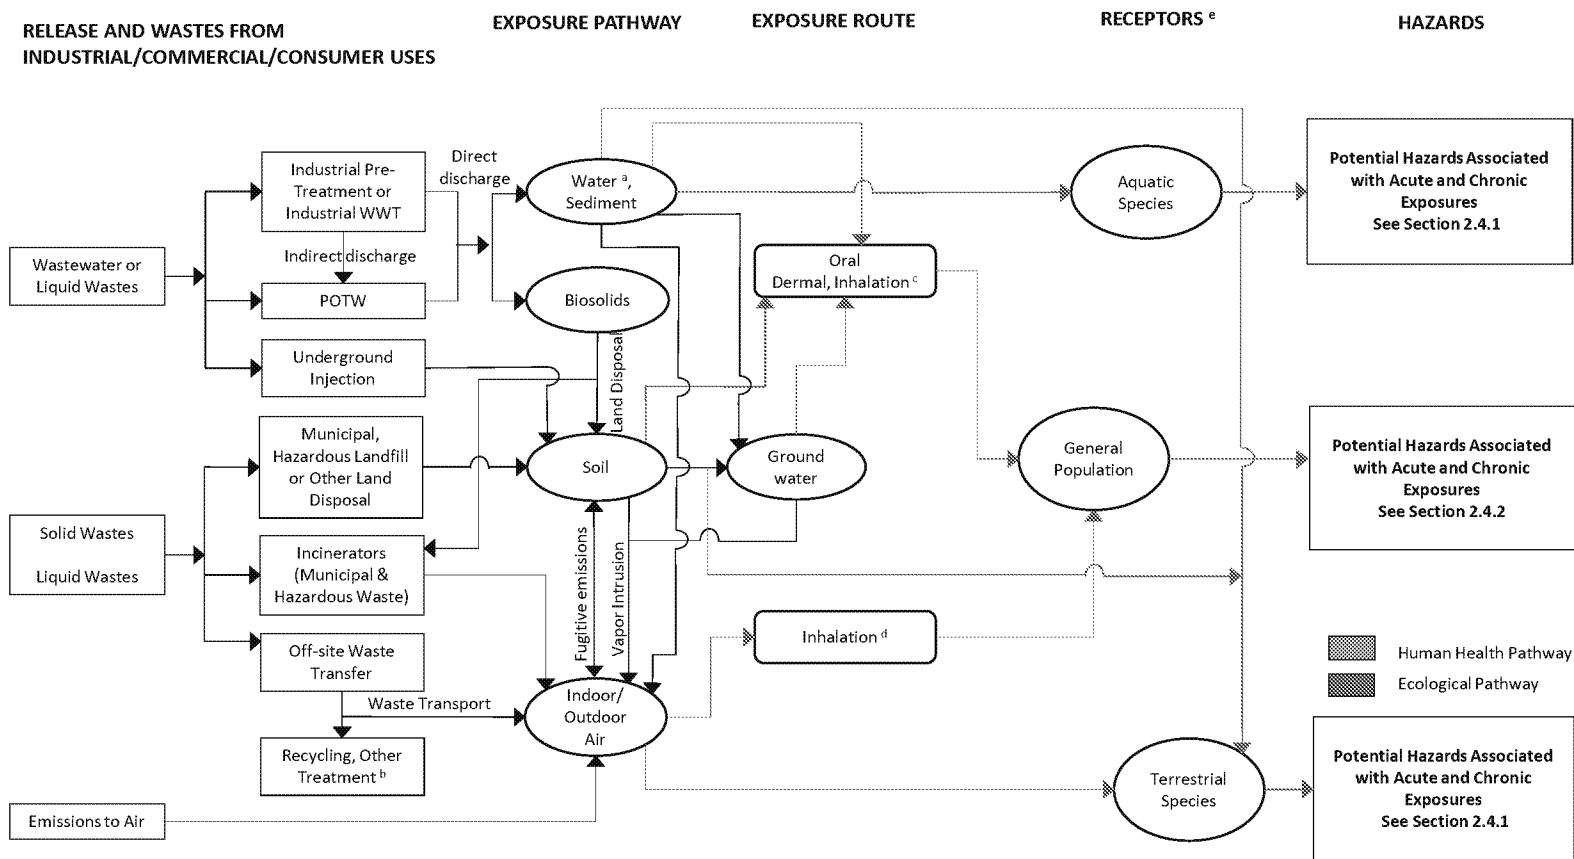 RELEASE AND WASTES FROM
INDUSTRIAL/COMMERCIAL/CONSUMER USES
EXPOSURE PATHWAY
EXPOSURE ROUTE
RECEPTORS e
HAZARDS
Wastewater or
Liquid Wastes
Industrial Pre-
Treatment or
Industrial WWT
Indirect discharge
POTW
Underground
Injection
Direct
discharge
Water a,
Sediment
Biosolids
Land Disposal
Oral
Dermal, Inhalation c
Aquatic
Species
Potential Hazards Associated
with Acute and Chronic
Exposures
See Section 2.4.1
Solid Wastes
Liquid Wastes
Municipal,
Hazardous Landfill
or Other Land
Disposal
Incinerators
(Municipal &
Hazardous Waste)
Off-site Waste
Transfer
Waste Transport
Recycling, Other
Treatment b
Soil
Ground
water
Fugitive emissions
Vapor Intrusion
General
Population
Potential Hazards Associated
with Acute and Chronic
Exposures
See Section 2.4.2
Inhalation d
Indoor/
Outdoor
Air
Emissions to Air
Human Health Pathway
Ecological Pathway
Terrestrial
Species
Potential Hazards Associated
with Acute and Chronic
Exposures
See Section 2.4.1